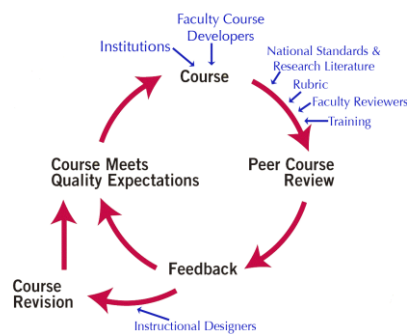 Faculty Course
Developers
Institutions
Course
National Standards &
Research Literature
Rubric
Faculty Reviewers
Training
Course Meets
Quality Expectations
Peer Course
Review
Feedback
Course
Revision
Instructional Designers